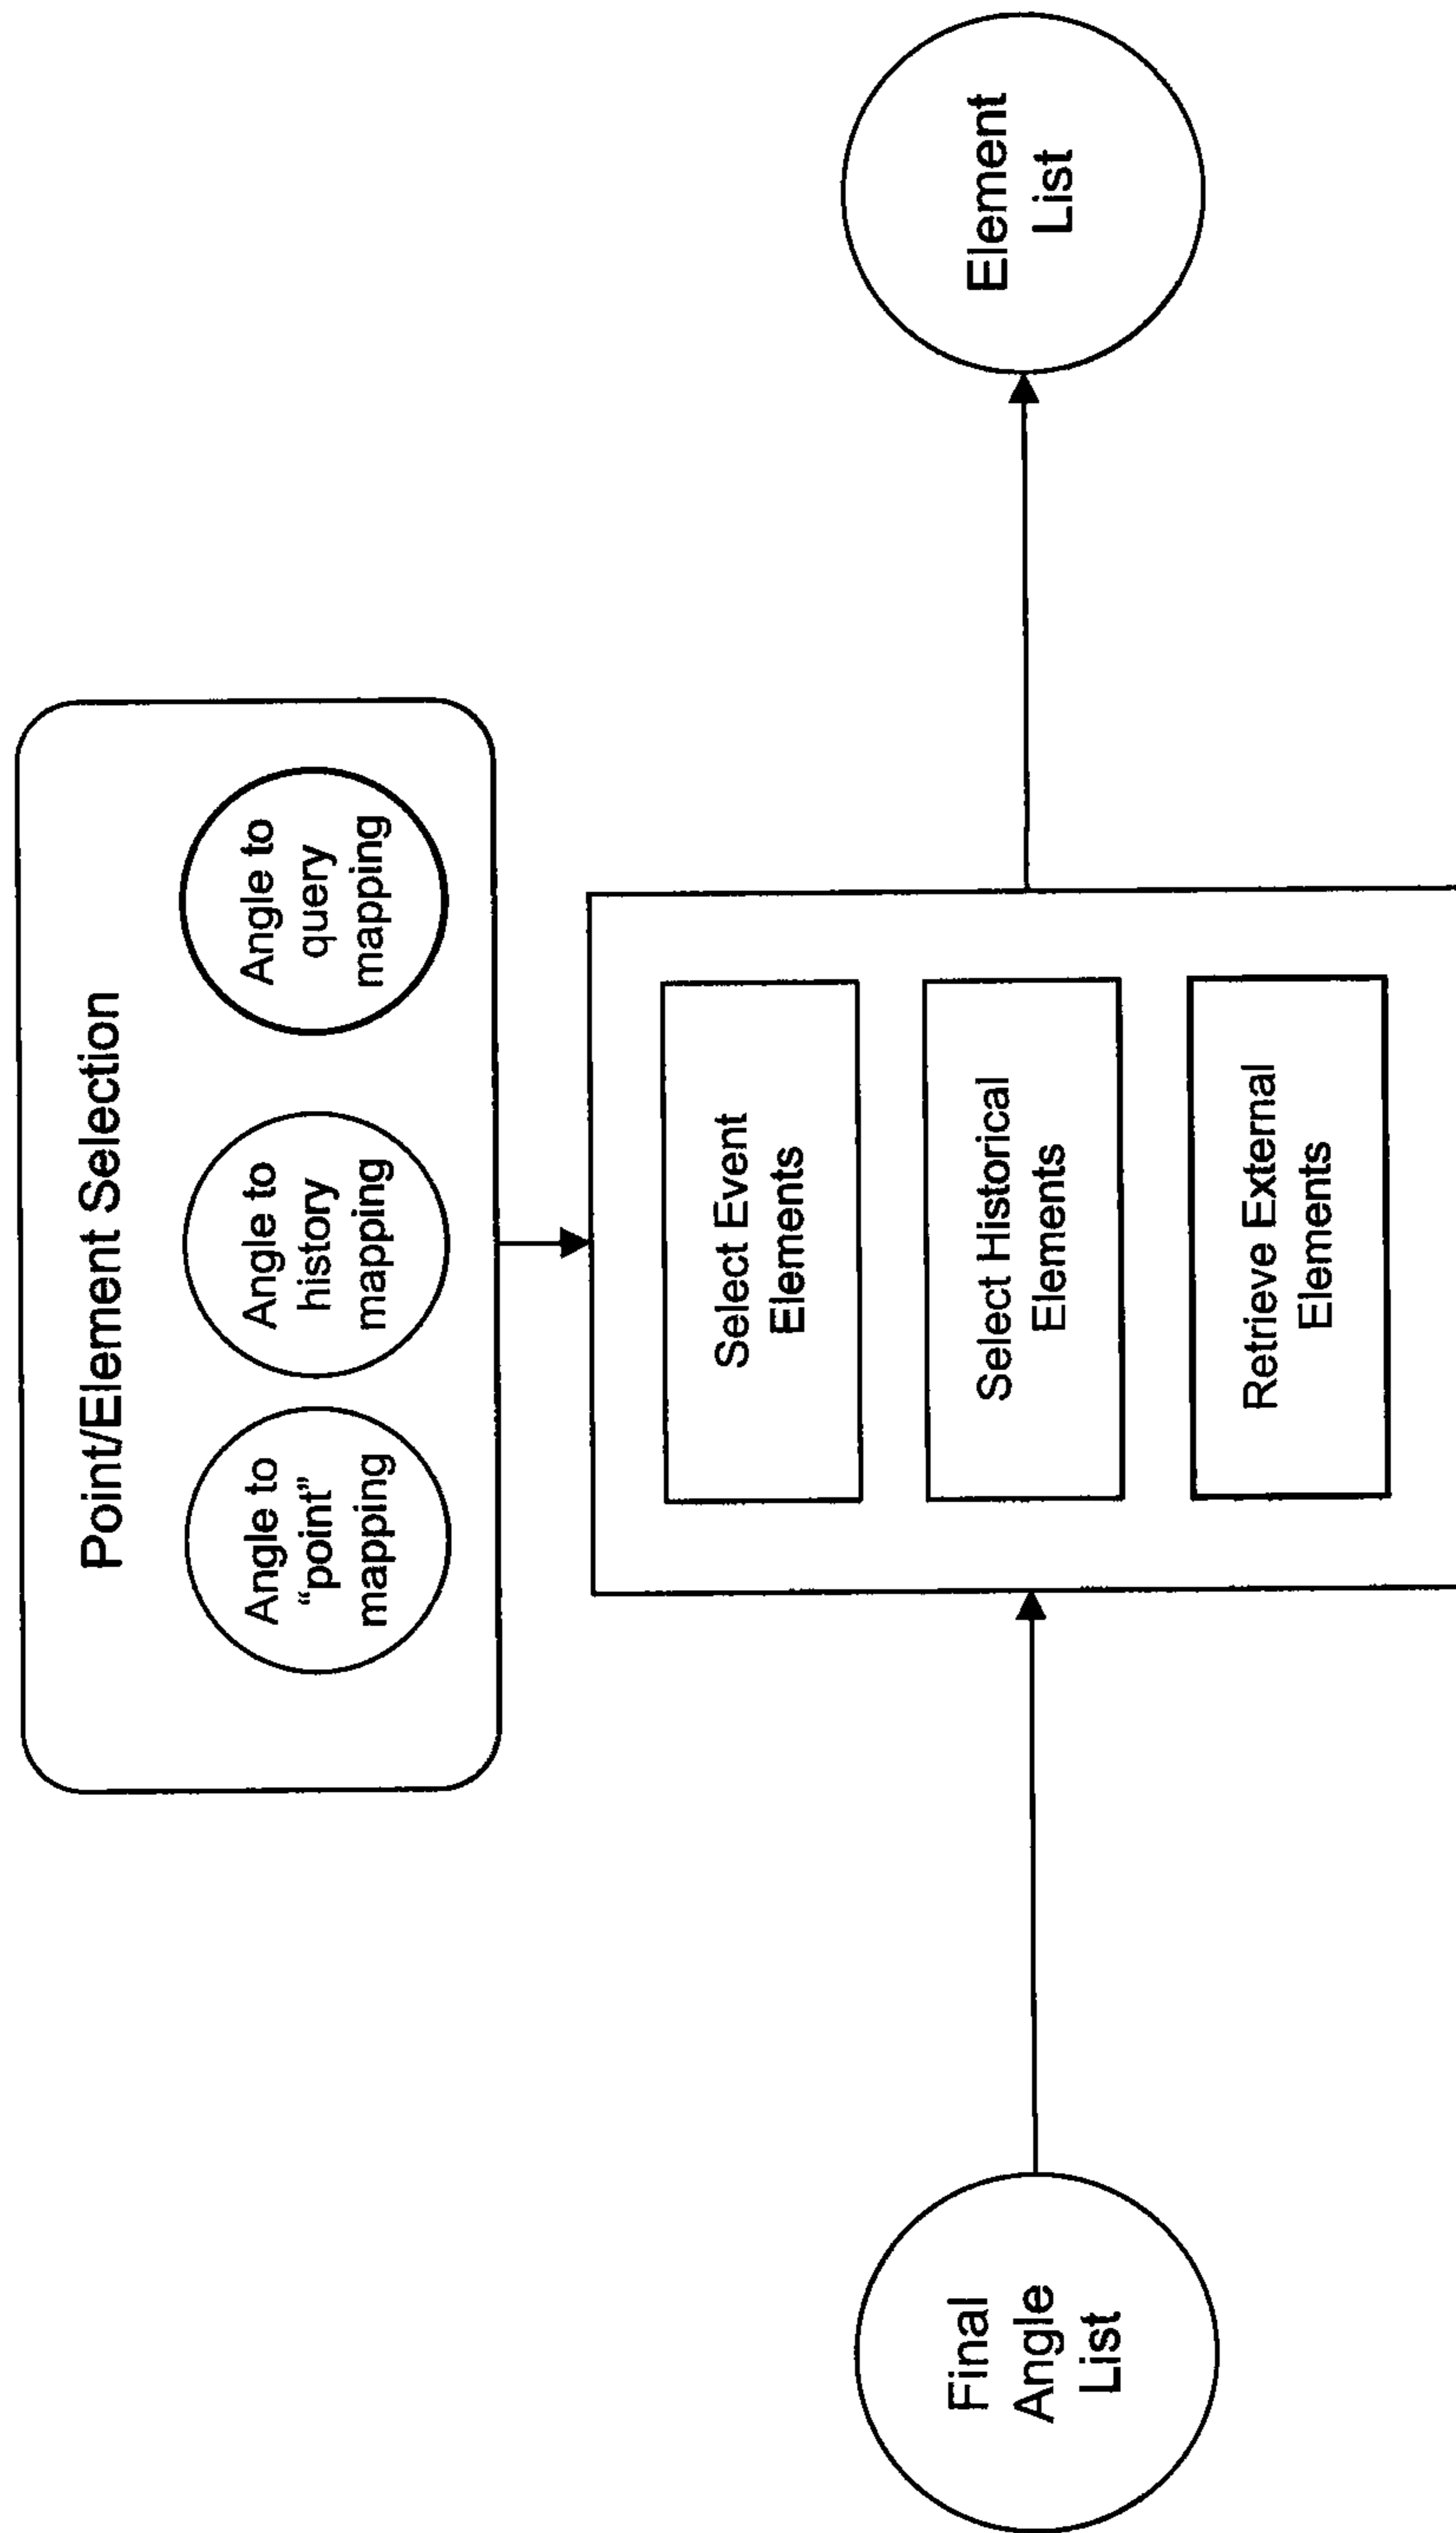 Point/Element Selection
Angle to
“point”
mapping
Angle to
history
mapping
Angle to
query
mapping
Final
Angle
List
Select Event
Elements
Select Historical
Elements
Retrieve External
Elements
Element
List